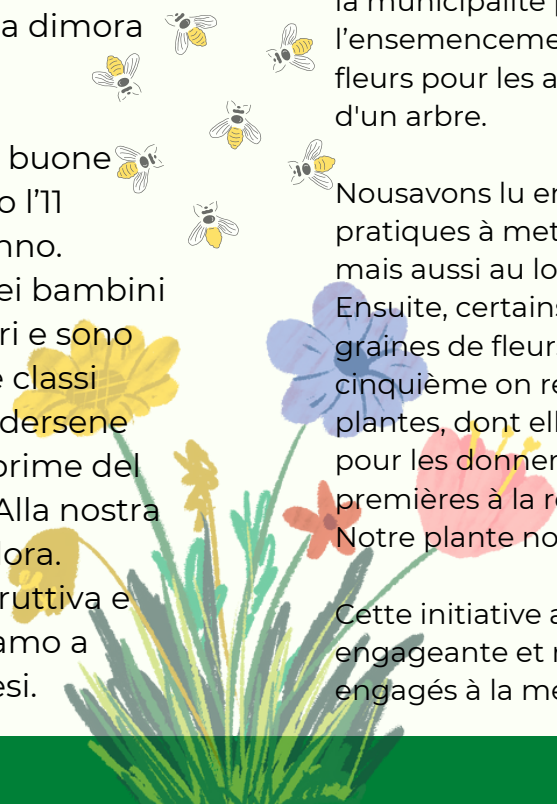 a dimora
buone
o l’11
nno.
ei bambini
ri e sono
e classi
dersene
prime del
Alla nostra
lora.
ruttiva e
amo a
esi.
la municipalité
l’ensemenceme
fleurs pour les a
d'un arbre.
Nousavons lu en
pratiques à met
mais aussi au lo
Ensuite, certains
graines de fleur
cinquième on re
plantes, dont ell
pour les donner
premières à la r
Notre plante no
Cette initiative a
engageante et
engagés à la me